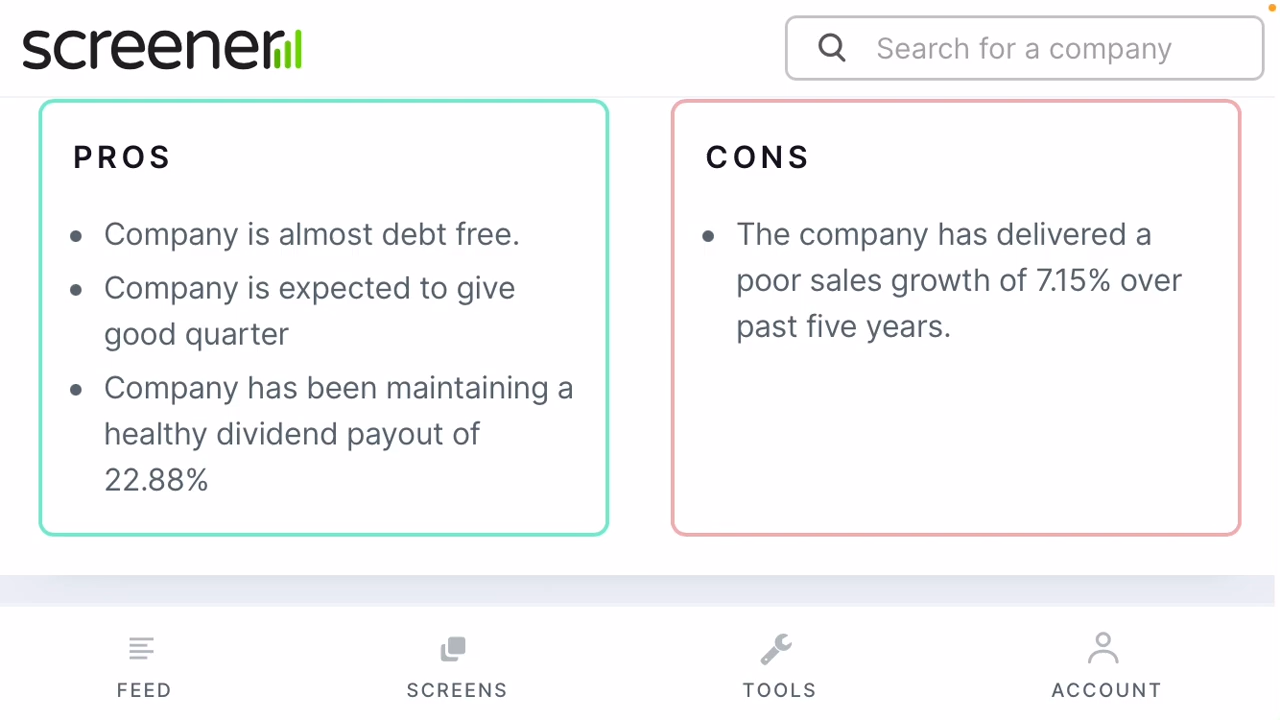 screener
Search for a company
PROS
• Company is almost debt free.
• Company is expected to give
good quarter
• Company has been maintaining a
healthy dividend payout of
22.88%
CONS
• The company has delivered a
poor sales growth of 7.15% over
past five years.
FEED
SCREENS
TOOLS
ACCOUNT